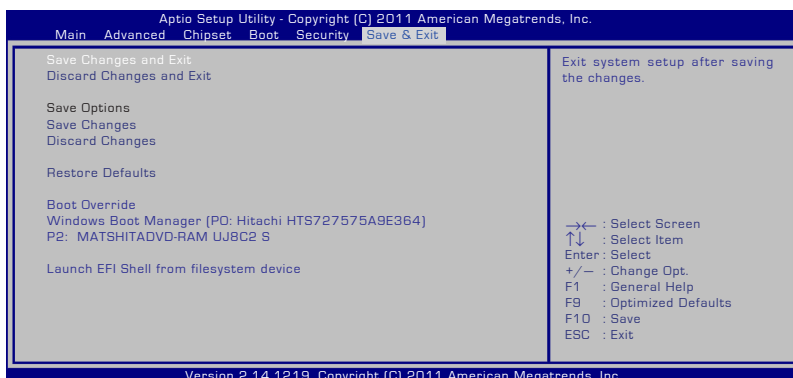 Aptio Setup Utility - Copyright (C) 2011 American Megatrends, Inc.
Main Advanced Chipset Boot Security Save & Exit
Save Changes and Exit
Discard Changes and Exit
Save Options
Save Changes
Discard Changes
Restore Defaults
Boot Override
Windows Boot Manager (PO: Hitachi HTS727575A9E364)
P2: MATSHITADVD-RAM UJ8C2 S
Launch EFI Shell from filesystem device
Exit system setup after saving
the changes.
→← : Select Screen
↑↓ : Select Item
Enter : Select
+/— : Change Opt.
F1 : General Help
F9 : Optimized Defaults
F10 : Save
ESC : Exit
Version 2.14.1219. Copyright (C) 2011 American Megatrends, Inc.